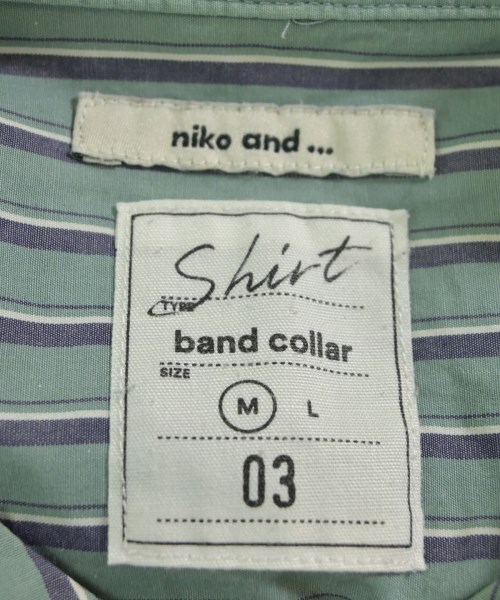 niko and ...
Shirt
TYPE
band collar
SIZE
M L
03